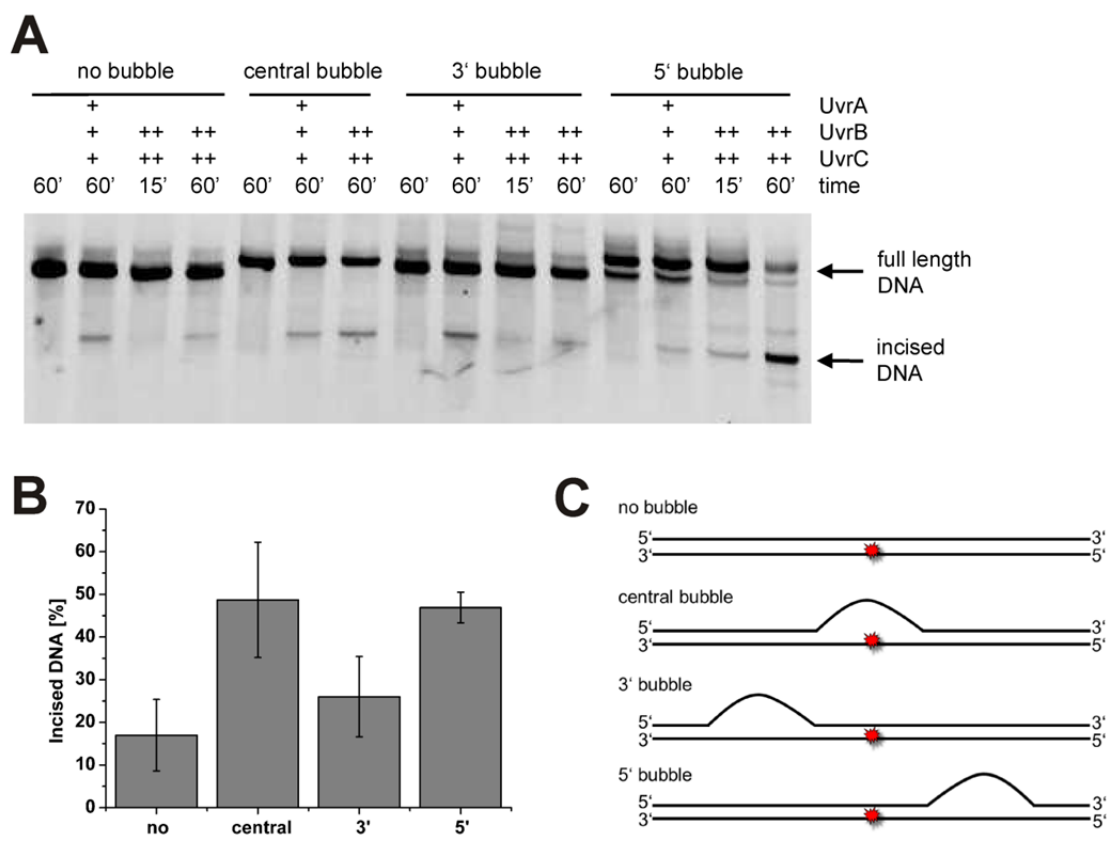 A
no bubble central bubble 3‘ bubble 5‘ bubble
+ + + + UvrA
+ ++ ++ + ++ + ++ ++ + ++ ++ UvrB
+ ++ ++ + ++ + ++ ++ + ++ ++ UvrC
60’ 60’ 15’ 60’ 60’ 60’ 60’ 60’ 60’ 15’ 60’ 60’ 60’ 15’ 60’ time
full length
DNA
incised
DNA
B
Incised DNA [%]
70
60
50
40
30
20
10
0
no central 3' 5'
C
no bubble
5‘ 3‘
3‘ 5‘
central bubble
5‘ 3‘
3‘ 5‘
3‘ bubble
5‘ 3‘
3‘ 5‘
5‘ bubble
5‘ 3‘
3‘ 5‘